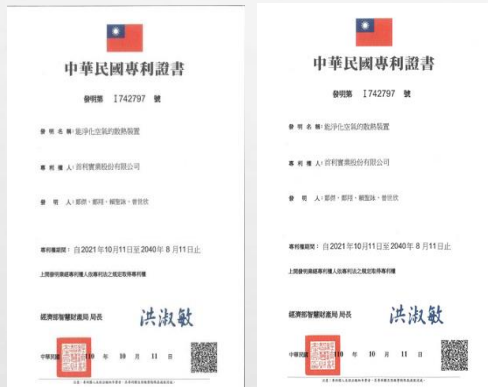 中華民國專利證書
發明第 I742797 號
發 明 名 稱：能淨化空氣的散熱裝置
專 利 權 人：首利實業股份有限公司
專利權期間：自2021年10月11日至2040年8月11日止
上開發明業經專利權人依專利法之規定取得專利權
經濟部智慧財產局 局長 洪淑敏
中華民國 110 年 10 月 11 日
中華民國專利證書
發明第 I742797 號
發 明 名 稱：能淨化空氣的散熱裝置
專 利 權 人：首利實業股份有限公司
專利權期間：自2021年10月11日至2040年8月11日止
上開發明業經專利權人依專利法之規定取得專利權
經濟部智慧財產局 局長 洪淑敏
中華民國 110 年 10 月 11 日